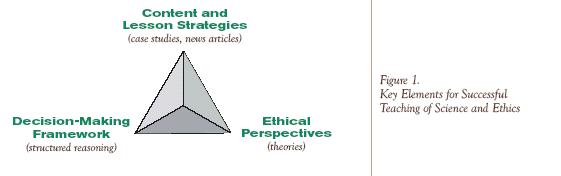 Content and
Lesson Strategies
(case studies, news articles)
Decision-Making
Framework
(structured reasoning)
Ethical
Perspectives
(theories)
Figure 1.
Key Elements for Successful
Teaching of Science and Ethics